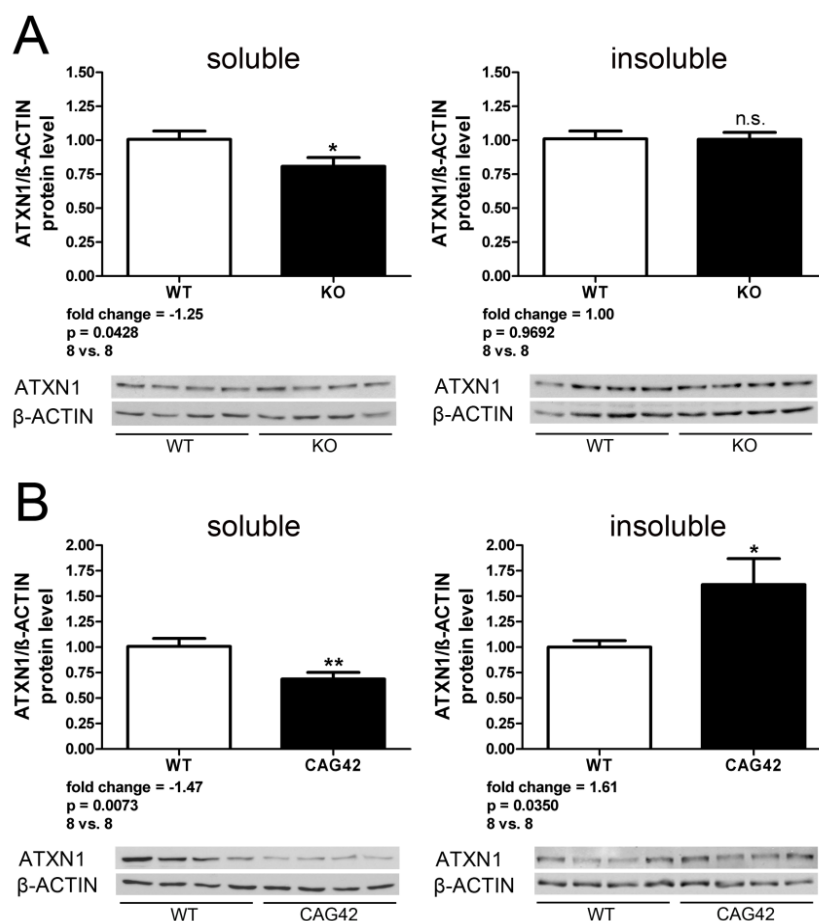 A
soluble
ATXN1/ß-ACTIN
protein level
1.50
1.25
1.00
0.75
0.50
0.25
0.00
*
WT
KO
fold change = -1.25
p = 0.0428
8 vs. 8
ATXN1
β-ACTIN
WT
KO
insoluble
ATXN1/ß-ACTIN
protein level
1.50
1.25
1.00
0.75
0.50
0.25
0.00
n.s.
WT
KO
fold change = 1.00
p = 0.9692
8 vs. 8
ATXN1
β-ACTIN
WT
KO
B
soluble
ATXN1/ß-ACTIN
protein level
2.00
1.75
1.50
1.25
1.00
0.75
0.50
0.25
0.00
**
WT
CAG42
fold change = -1.47
p = 0.0073
8 vs. 8
ATXN1
β-ACTIN
WT
CAG42
insoluble
ATXN1/ß-ACTIN
protein level
2.00
1.75
1.50
1.25
1.00
0.75
0.50
0.25
0.00
*
WT
CAG42
fold change = 1.61
p = 0.0350
8 vs. 8
ATXN1
β-ACTIN
WT
CAG42